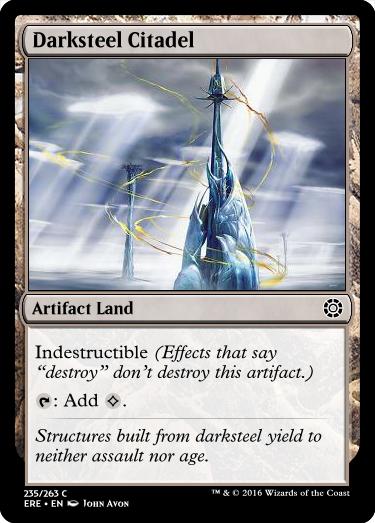 Darksteel Citadel
Artifact Land
Indestructible (Effects that say
“destroy” don’t destroy this artifact.)
: Add .
Structures built from darksteel yield to
neither assault nor age.
235/263 C
ERE • EN John Avon
™ & © 2016 Wizards of the Coast